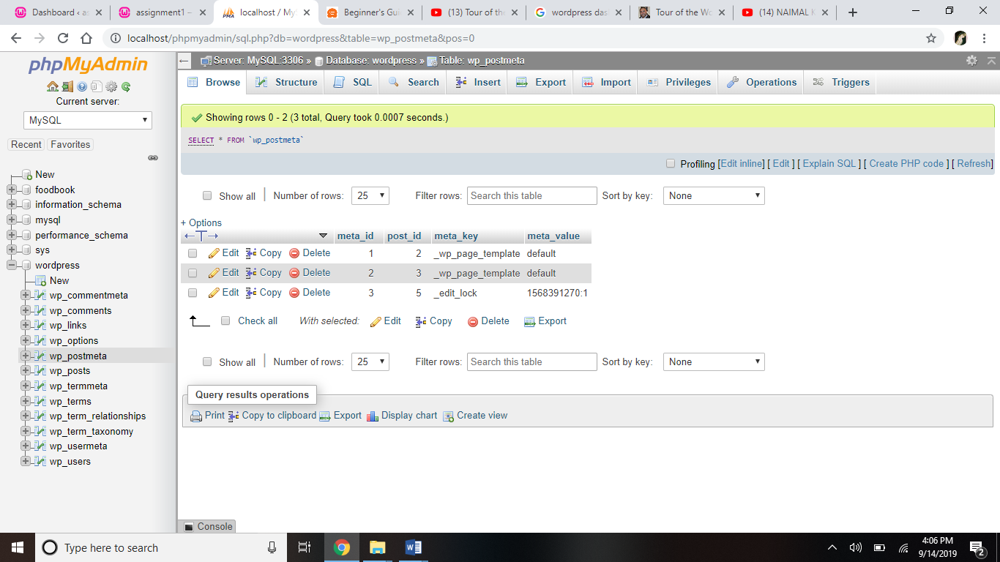 Dashboard ‹ as
assignment1 –
localhost / My
Beginner's Gui
(13) Tour of the
wordpress das
Tour of the Wo
(14) NAIMAL K
localhost/phpmyadmin/sql.php?db=wordpress&table=wp_postmeta&pos=0
phpMyAdmin
Current server:
MySQL
Recent Favorites
New
foodbook
information_schema
mysql
performance_schema
sys
wordpress
New
wp_commentmeta
wp_comments
wp_links
wp_options
wp_postmeta
wp_posts
wp_termmeta
wp_terms
wp_term_relationships
wp_term_taxonomy
wp_usermeta
wp_users
Server: MySQL:3306 » Database: wordpress » Table: wp_postmeta
Browse Structure SQL Search Insert Export Import Privileges Operations Triggers
Showing rows 0 - 2 (3 total, Query took 0.0007 seconds.)
SELECT * FROM `wp_postmeta`
Profiling [Edit inline] [ Edit ] [ Explain SQL ] [ Create PHP code ] [ Refresh]
Show all Number of rows: 25 Filter rows: Search this table Sort by key: None
+ Options
meta_id post_id meta_key meta_value
Edit Copy Delete 1 2 _wp_page_template default
Edit Copy Delete 2 3 _wp_page_template default
Edit Copy Delete 3 5 _edit_lock 1568391270:1
Check all With selected: Edit Copy Delete Export
Show all Number of rows: 25 Filter rows: Search this table Sort by key: None
Query results operations
Print Copy to clipboard Export Display chart Create view
Console
Type here to search
4:06 PM
9/14/2019
2